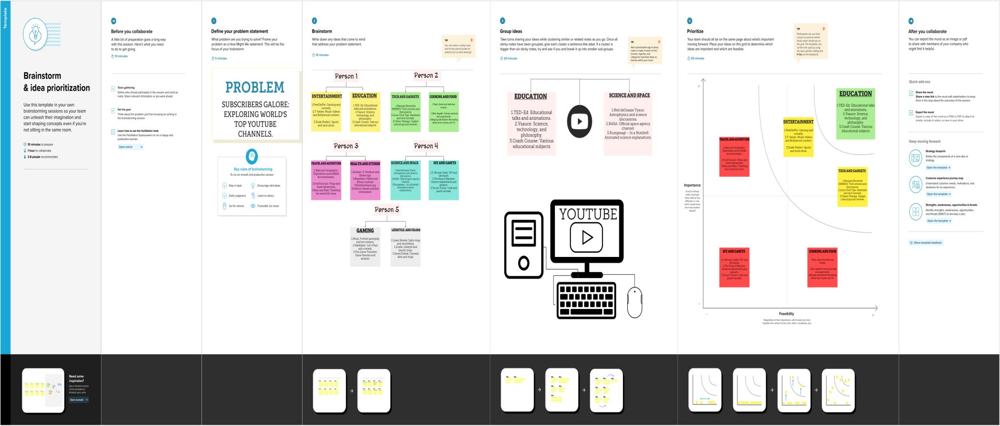 Template
Brainstorm
& idea prioritization
Use this template in your own
brainstorming sessions so your team
can unleash their imagination and
start shaping concepts even if you're
not sitting in the same room.
10 minutes to prepare
1 hour to collaborate
2-8 people recommended
Need some
inspiration?
See a finished version
of this template to
kickstart your work.
Open example
Before you collaborate
A little bit of preparation goes a long way
with this session. Here's what you need
to do to get going.
10 minutes
A
Team gathering
Define who should participate in the session and send an
invite. Share relevant information or pre-work ahead.
B
Set the goal
Think about the problem you'll be focusing on solving in
the brainstorming session.
C
Learn how to use the facilitation tools
Use the Facilitation Superpowers to run a happy and
productive session.
Open article
1
Define your problem statement
What problem are you trying to solve? Frame your
problem as a How Might We statement. This will be the
focus of your brainstorm.
5 minutes
PROBLEM
SUBSCRIBERS GALORE:
EXPLORING WORLD'S
TOP YOUTUBE
CHANNELS.
Key rules of brainstorming
To run an smooth and productive session
Stay in topic.
Encourage wild ideas.
Defer judgment.
Listen to others.
Go for volume.
If possible, be visual.
2
Brainstorm
Write down any ideas that come to mind
that address your problem statement.
10 minutes
TIP
You can select a sticky note
and hit the pencil [switch to
sketch] icon to start drawing!
Person 1
Person 2
ENTERTAINMENT
1.PewDiePie: Gaming and
comedy.
2.T-Series: Music videos
and Bollywood content.
3.Dude Perfect: Sports
and trick shots.
EDUCATION
1.TED-Ed: Educational
talks and animations.
2.Vsauce: Science,
technology, and
philosophy.
3.Crash Course: Various
educational subjects
TECH AND GADGETS
1.Marques Brownlee
(MKBHD): Tech reviews and
discussions.
2.Linus Tech Tips: Hardware
and tech tutorials.
3.Unbox Therapy: Gadget
unboxings and reviews.
COOKING AND FOOD
1.Tasty: Quick and delicious
recipes.
2.Bon Appétit: Culinary tutorials
and experiments.
3.Binging with Babish: Recreating
dishes from movies and TV.
Person 3
Person 4
TRAVEL AND ADVENTURE
1.National Geographic:
Exploration and wildlife
documentaries.
2.FunForLouis: Vlogs and
travel adventures.
3.Kara and Nate: Traveling
the world full-time.
HEALTH AND FITNESS
1.Athlean-X: Workout and
fitness tips.
2.Blogilates: Pilates and
fitness routines.
3.NutritionFacts.org:
Evidence-based nutrition
information.
SCIENCE AND SPACE
1.Neil deGrasse Tyson:
Astrophysics and science
discussions.
2.NASA: Official space agency
channel.
3.Kurzgesagt – In a Nutshell:
Animated science
explanations.
DIY AND CARFTS
1.5-Minute Crafts: DIY and
life hacks.
2.The King of Random:
Science experiments and
projects.
3.Troom Troom: Craft and
prank tutorials.
Person 5
GAMING
1.Ninja: Fortnite gameplay
and live streams.
2.Markiplier: Let's Plays
and comedy.
3.The Game Theorists:
Game theories and
analysis.
LIFESTYLE AND VILOGS
1.Casey Neistat: Daily vlogs
and storytelling.
2.Zoella: Lifestyle and
beauty vlogs.
3.David Dobrik: Comedy
skits and vlogs.
3
Group ideas
Take turns sharing your ideas while clustering similar or related notes as you go. Once all
sticky notes have been grouped, give each cluster a sentence-like label. If a cluster is
bigger than six sticky notes, try and see if you and break it up into smaller sub-groups.
20 minutes
TIP
Add customizable tags to sticky
notes to make it easier to find,
browse, organize, and
categorize important ideas as
themes within your mural.
EDUCATION
1.TED-Ed: Educational
talks and animations.
2.Vsauce: Science,
technology, and
philosophy.
3.Crash Course: Various
educational subjects
SCIENCE AND SPACE
1.Neil deGrasse Tyson:
Astrophysics and science
discussions.
2.NASA: Official space agency
channel.
3.Kurzgesagt – In a Nutshell:
Animated science explanations.
YOUTUBE
4
Prioritize
Your team should all be on the same page about what's important
moving forward. Place your ideas on this grid to determine which
ideas are important and which are feasible.
20 minutes
TIP
Participants can use their
cursors to point at where
sticky notes should go on
the grid. The facilitator can
confirm the spot by using
the laser pointer holding the
H key on the keyboard.
+
EDUCATION
1.TED-Ed: Educational talks
and animations.
2.Vsauce: Science,
technology, and
philosophy.
3.Crash Course: Various
educational subjects
ENTERTAINMENT
1.PewDiePie: Gaming and
comedy.
2.T-Series: Music videos
and Bollywood content.
3.Dude Perfect: Sports
and trick shots.
TRAVEL AND ADVENTURE
1.National Geographic:
Exploration and wildlife
documentaries.
2.FunForLouis: Vlogs and
travel adventures.
3.Kara and Nate: Traveling
the world full-time.
TECH AND GADGETS
1.Marques Brownlee
(MKBHD): Tech reviews and
discussions.
2.Linus Tech Tips: Hardware
and tech tutorials.
3.Unbox Therapy: Gadget
unboxings and reviews.
Importance
If each of these
tasks could get
done without any
difficulty or cost,
which would have
the most positive
impact?
DIY AND CARFTS
1.5-Minute Crafts: DIY and
life hacks.
2.The King of Random:
Science experiments and
projects.
3.Troom Troom: Craft and
prank tutorials.
COOKING AND FOOD
1.Tasty: Quick and delicious
recipes.
2.Bon Appétit: Culinary tutorials
and experiments.
3.Binging with Babish: Recreating
dishes from movies and TV.
-
-
Feasibility
+
Regardless of their importance, which tasks are more
feasible than others? (Cost, time, effort, complexity, etc.)
After you collaborate
You can export the mural as an image or pdf
to share with members of your company who
might find it helpful.
Quick add-ons
A
Share the mural
Share a view link to the mural with stakeholders to keep
them in the loop about the outcomes of the session.
B
Export the mural
Export a copy of the mural as a PNG or PDF to attach to
emails, include in slides, or save in your drive.
Keep moving forward
Strategy blueprint
Define the components of a new idea or
strategy.
Open the template
Customer experience journey map
Understand customer needs, motivations, and
obstacles for an experience.
Open the template
Strengths, weaknesses, opportunities & threats
Identify strengths, weaknesses, opportunities,
and threats (SWOT) to develop a plan.
Open the template
Share template feedback